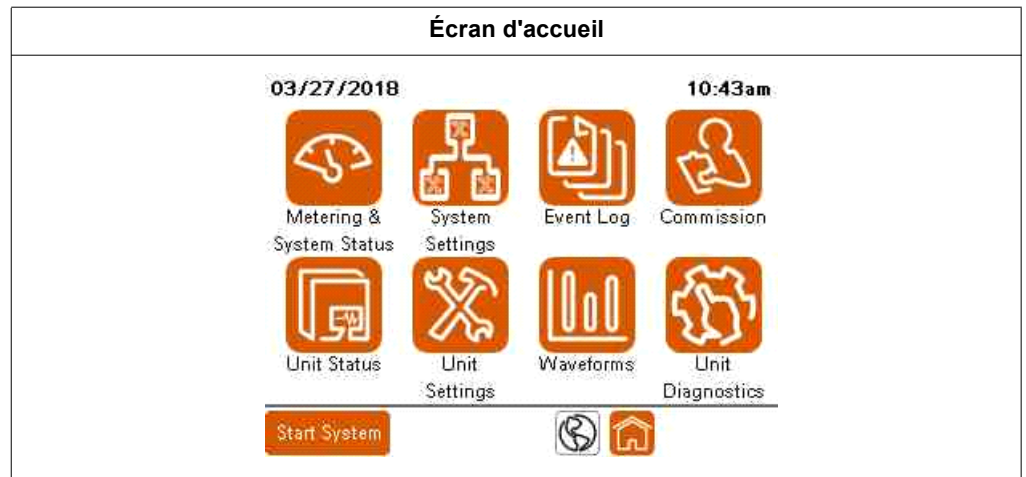 Écran d'accueil
03/27/2018 10:43am
Metering & System Status
System Settings
Event Log
Commission
Unit Status
Unit Settings
Waveforms
Unit Diagnostics
Start System